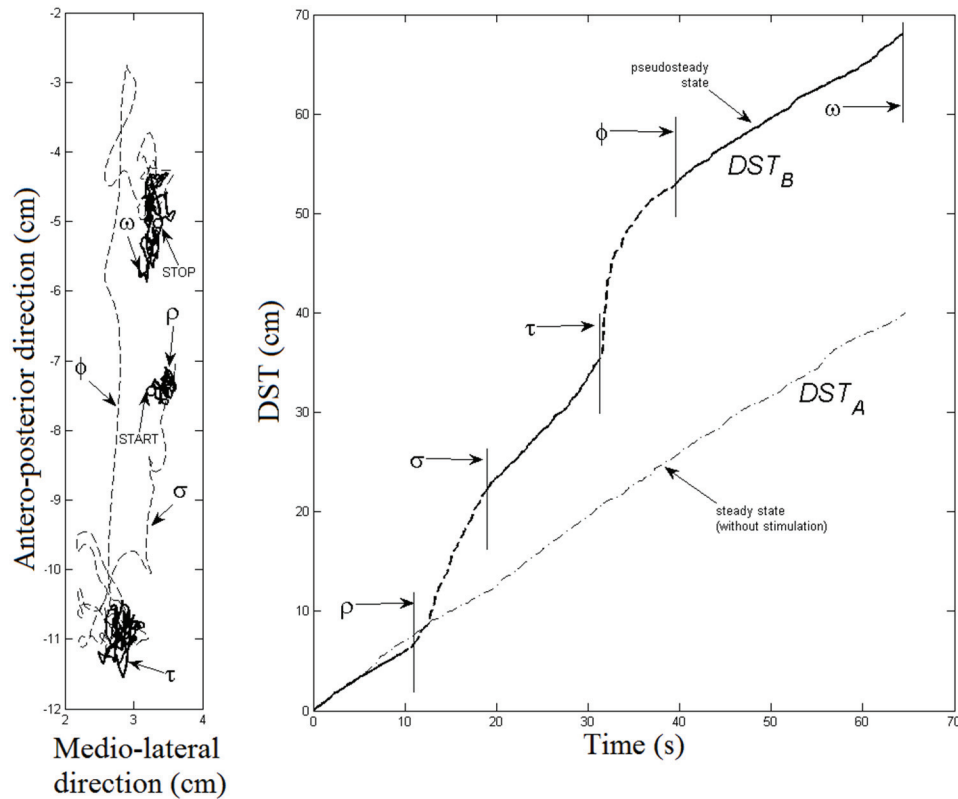 -2
-3
-4
-5
-6
-7
-8
-9
-10
-11
-12
2
3
4
Antero-posterior direction (cm)
Medio-lateral
direction (cm)
ω
STOP
ρ
ϕ
START
σ
τ
70
60
50
40
30
20
10
0
0
10
20
30
40
50
60
70
DST (cm)
Time (s)
pseudosteady
state
ϕ
ω
DST_B
τ
DST_A
σ
steady state
(without stimulation)
ρ